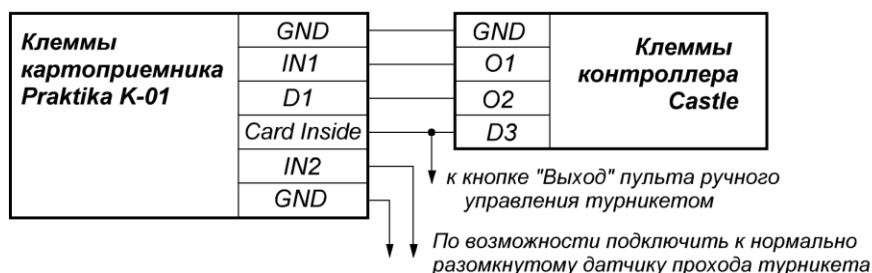 Клеммы
картоприемника
Praktika K-01
GND
IN1
D1
Card Inside
IN2
GND
GND
O1
O2
D3
Клеммы
контроллера
Castle
к кнопке "Выход" пульта ручного
управления турникетом
По возможности подключить к нормально
разомкнутому датчику прохода турникета